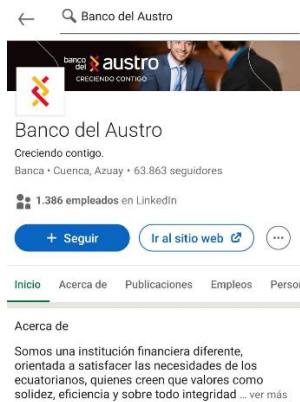 Banco del Austro
banco del austro
CRECIENDO CONTIGO
Banco del Austro
Creciendo contigo.
Banca • Cuenca, Azuay • 63.863 seguidores
1.386 empleados en LinkedIn
+ Seguir
Ir al sitio web
Inicio Acerca de Publicaciones Empleos Person
Acerca de
Somos una institución financiera diferente,
orientada a satisfacer las necesidades de los
ecuatorianos, quienes creen que valores como
solidez, eficiencia y sobre todo integridad ... ver más